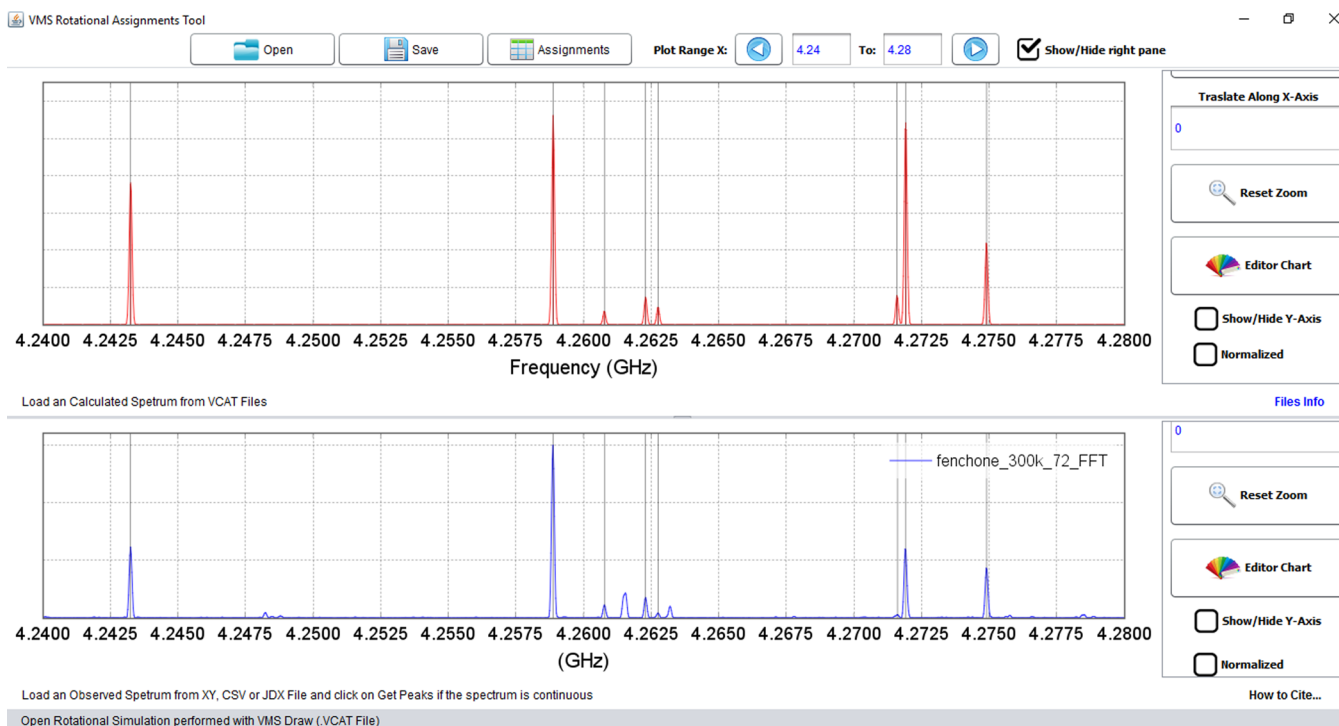 VMS Rotational Assignments Tool
Open Save Assignments Plot Range X: 4.24 To: 4.28 Show/Hide right pane
Traslate Along X-Axis
0
Reset Zoom
Editor Chart
Show/Hide Y-Axis
Normalized
4.2400 4.2425 4.2450 4.2475 4.2500 4.2525 4.2550 4.2575 4.2600 4.2625 4.2650 4.2675 4.2700 4.2725 4.2750 4.2775 4.2800
Frequency (GHz)
Load an Calculated Spetrum from VCAT Files Files Info
0
fenchone_300k_72_FFT
Reset Zoom
Editor Chart
Show/Hide Y-Axis
4.2400 4.2425 4.2450 4.2475 4.2500 4.2525 4.2550 4.2575 4.2600 4.2625 4.2650 4.2675 4.2700 4.2725 4.2750 4.2775 4.2800
(GHz)
Normalized
Load an Observed Spetrum from XY, CSV or JDX File and click on Get Peaks if the spectrum is continuous How to Cite...
Open Rotational Simulation performed with VMS Draw (.VCAT File)